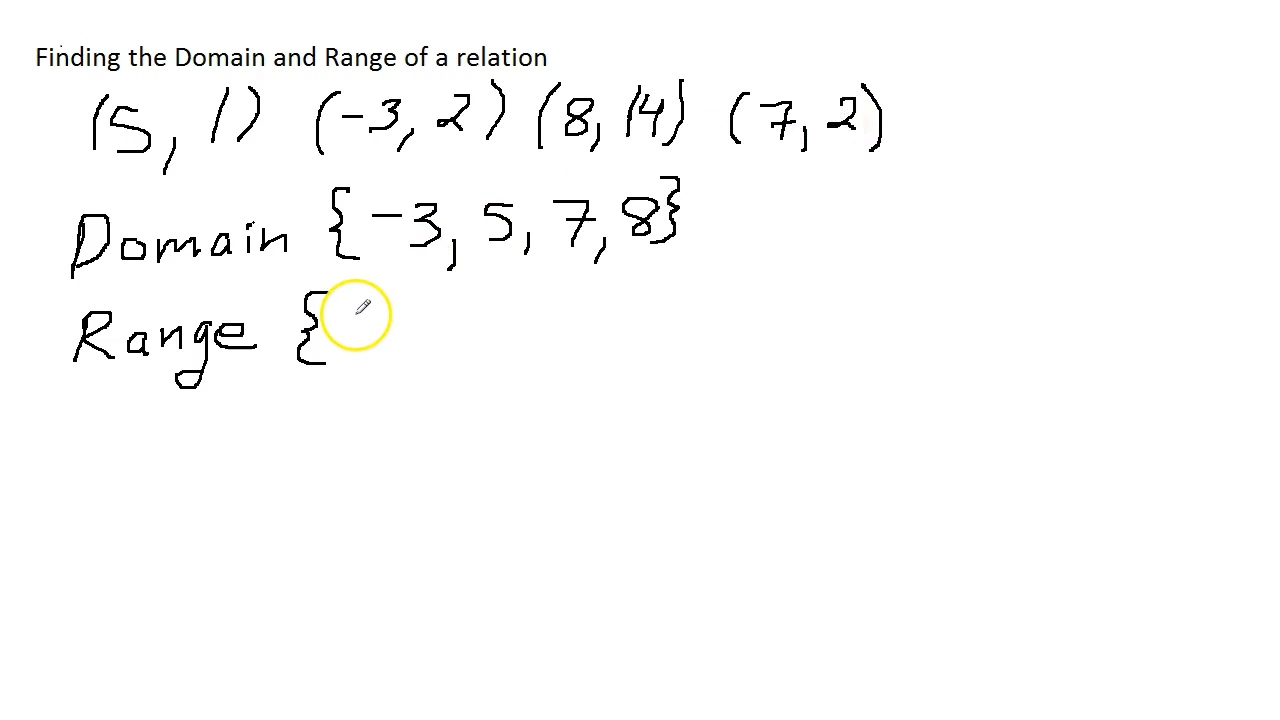 Finding the Domain and Range of a relation
(5, 1) (-3, 2) (8, 14) (7, 2)
Domain {-3, 5, 7, 8}
Range {